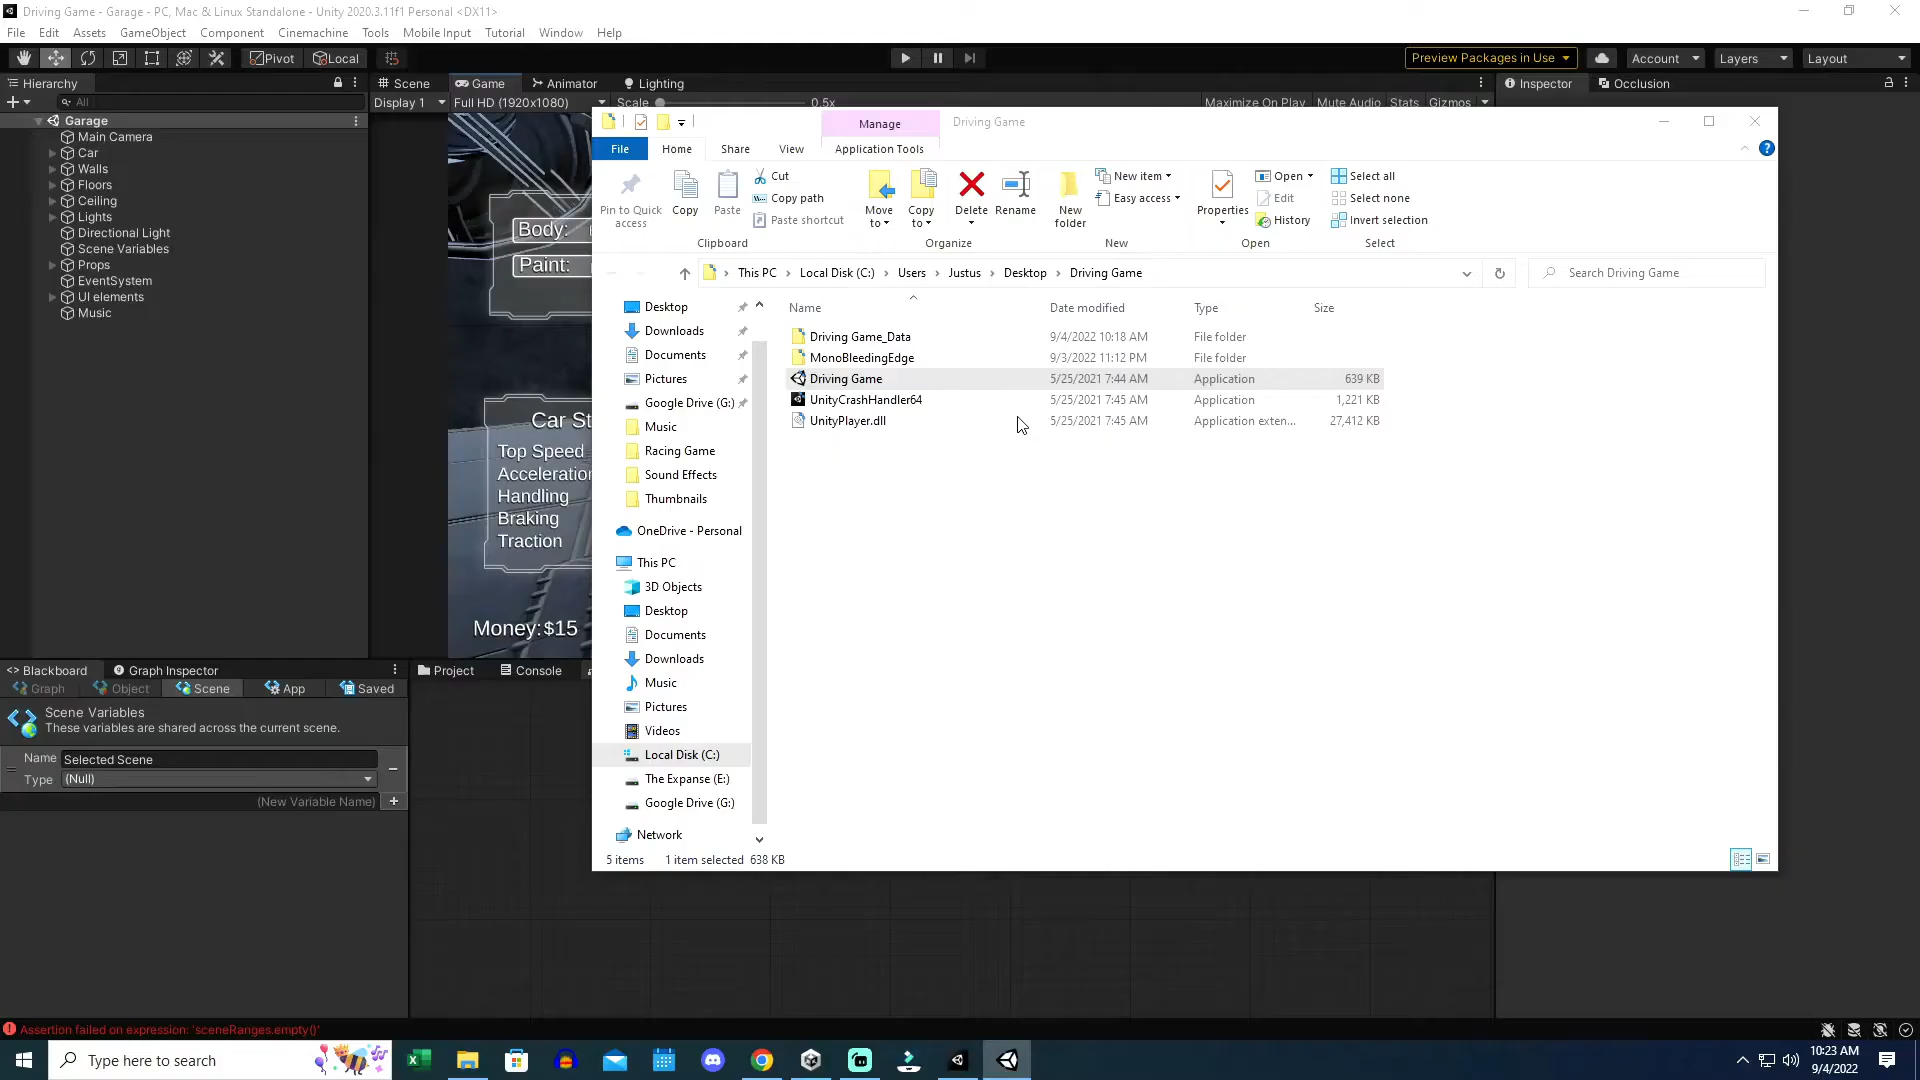 Driving Game - Garage - PC, Mac & Linux Standalone - Unity 2020.3.11f1 Personal <DX11>
File Edit Assets GameObject Component Cinemachine Tools Mobile Input Tutorial Window Help
Pivot Local Preview Packages in Use Account Layers Layout
Hierarchy Scene Game Animator Lighting Inspector Occlusion
All Display 1 Full HD (1920x1080) Scale 0.5x Maximize On Play Mute Audio Stats Gizmos
Garage
Main Camera
Car
Walls
Floors
Ceiling
Lights
Directional Light
Scene Variables
Props
EventSystem
UI elements
Music
Body:
Paint:
Car St
Top Speed
Acceleration
Handling
Braking
Traction
Money:$15
Manage Driving Game
File Home Share View Application Tools
Pin to Quick access
Copy
Paste
Cut
Copy path
Paste shortcut
Clipboard
Move to
Copy to
Delete
Rename
Organize
New folder
New item
Easy access
New
Properties
Open
Edit
History
Open
Select all
Select none
Invert selection
Select
This PC Local Disk (C:) Users Justus Desktop Driving Game
Search Driving Game
Desktop
Downloads
Documents
Pictures
Google Drive (G:)
Music
Racing Game
Sound Effects
Thumbnails
OneDrive - Personal
This PC
3D Objects
Desktop
Documents
Downloads
Music
Pictures
Videos
Local Disk (C:)
The Expanse (E:)
Google Drive (G:)
Network
Name Date modified Type Size
Driving Game_Data 9/4/2022 10:18 AM File folder
MonoBleedingEdge 9/3/2022 11:12 PM File folder
Driving Game 5/25/2021 7:44 AM Application 639 KB
UnityCrashHandler64 5/25/2021 7:45 AM Application 1,221 KB
UnityPlayer.dll 5/25/2021 7:45 AM Application exten... 27,412 KB
5 items 1 item selected 638 KB
Blackboard Graph Inspector Project Console
Graph Object Scene App Saved
Scene Variables
These variables are shared across the current scene.
Name Selected Scene
Type (Null)
(New Variable Name)
Assertion failed on expression: 'sceneRanges.empty()'
Type here to search
10:23 AM
9/4/2022